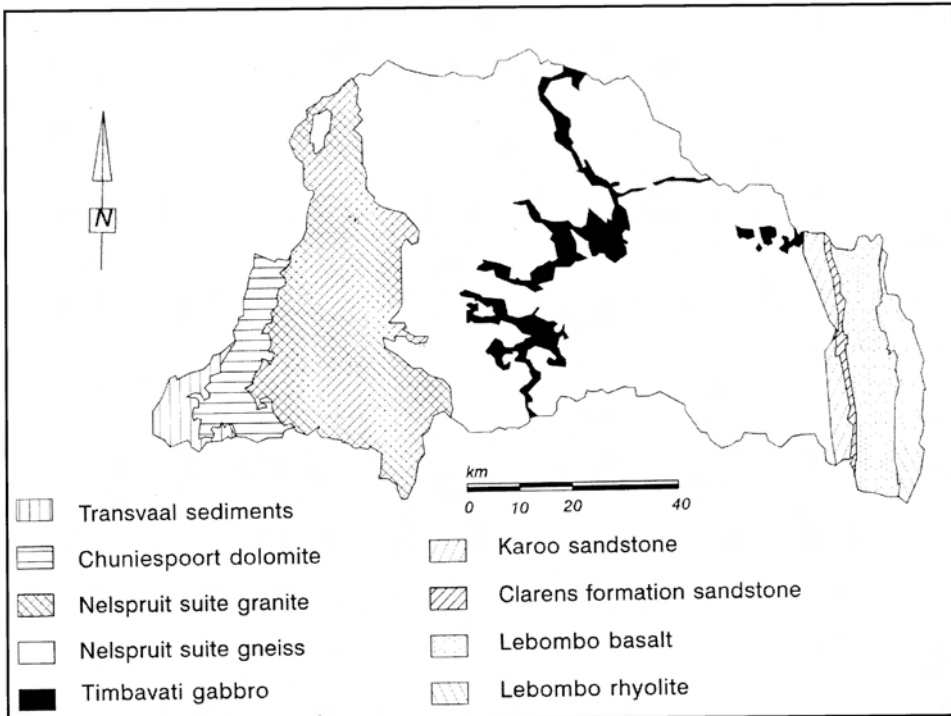 N
km
0 10 20 40
Transvaal sediments
Chuniespoort dolomite
Nelspruit suite granite
Nelspruit suite gneiss
Timbavati gabbro
Karoo sandstone
Clarens formation sandstone
Lebombo basalt
Lebombo rhyolite